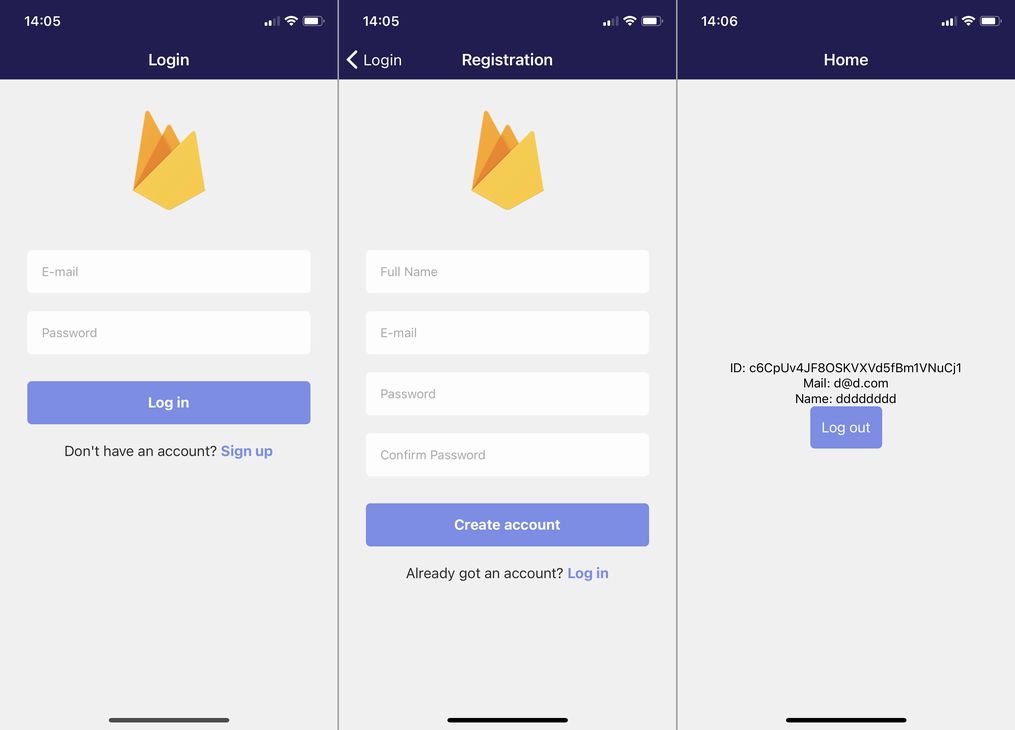 14:05
Login
E-mail
Password
Log in
Don't have an account? Sign up
14:05
Login
Registration
Full Name
E-mail
Password
Confirm Password
Create account
Already got an account? Log in
14:06
Home
ID: c6CpUv4JF8OSKVXVd5fBm1VNuCj1
Mail: d@d.com
Name: dddddddd
Log out